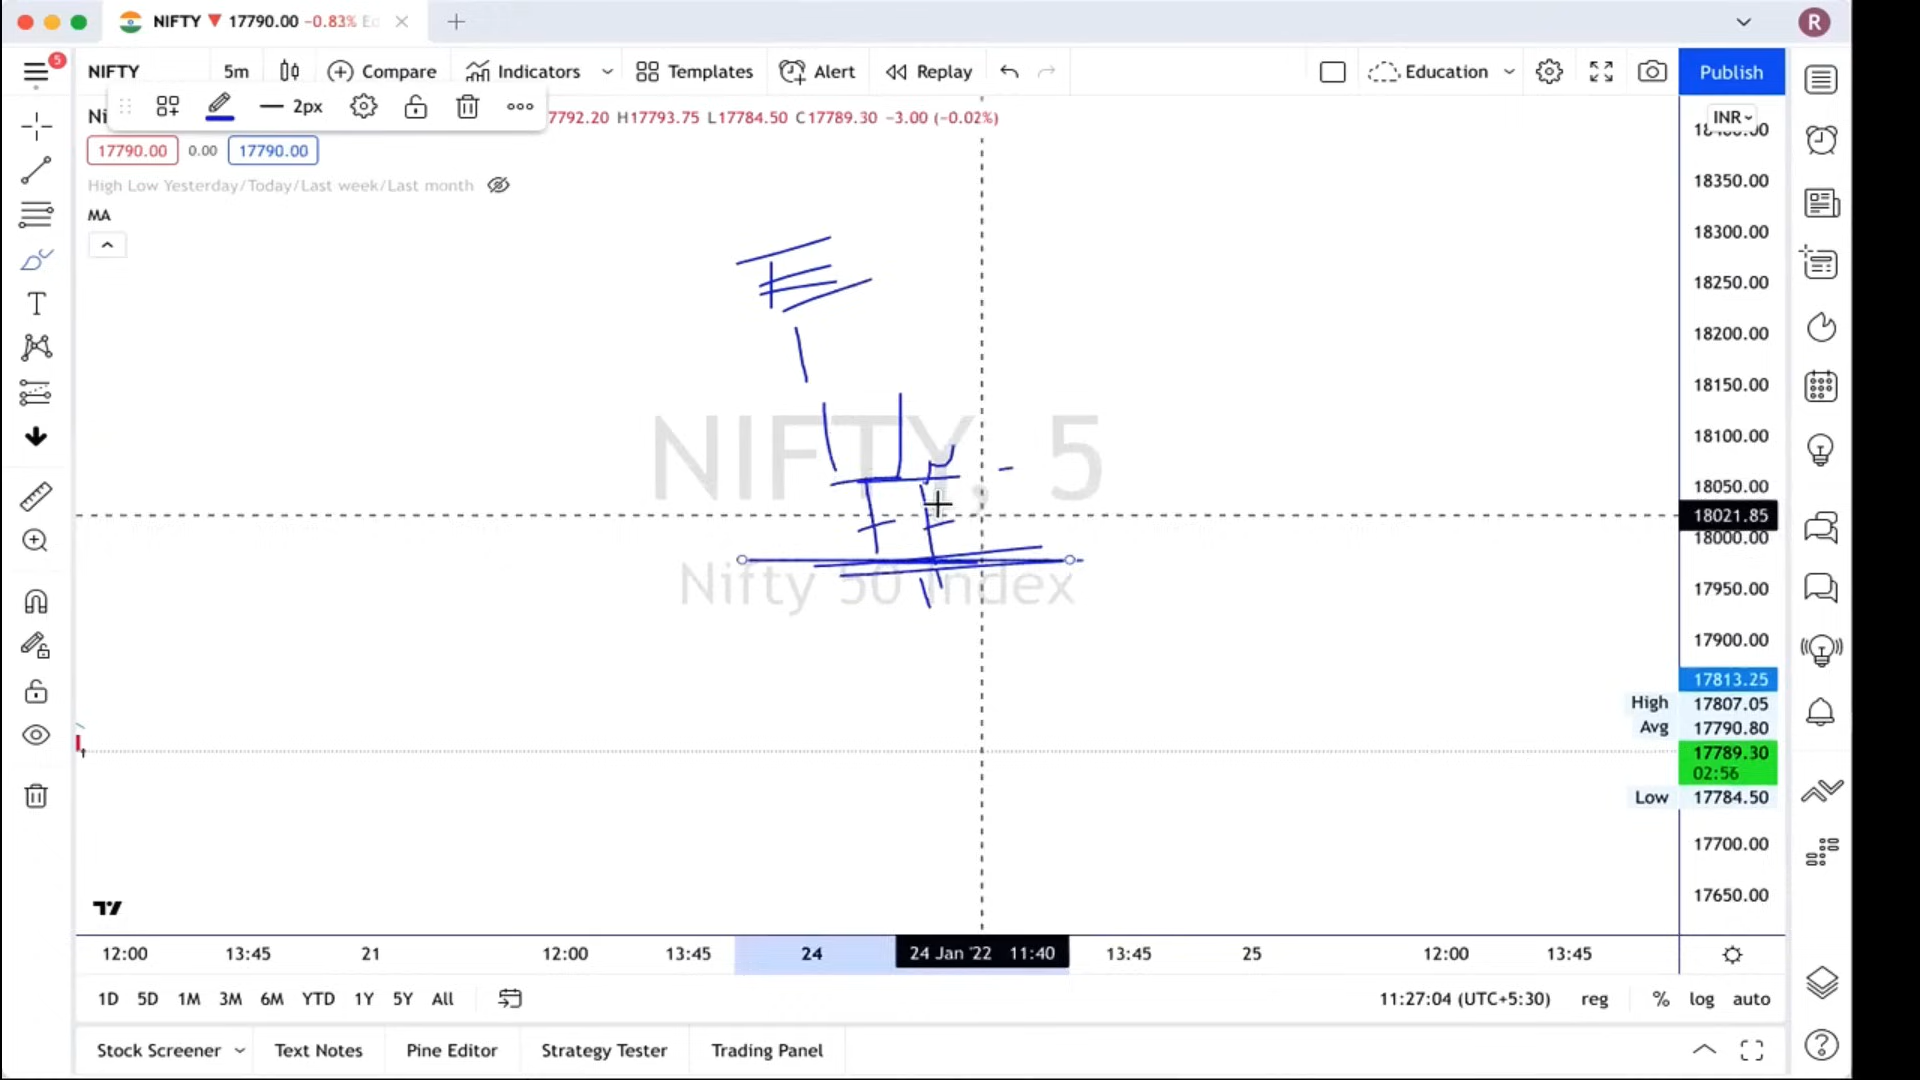 NIFTY ▼ 17790.00 −0.83% Ed
R
5
NIFTY 5m Compare Indicators Templates Alert Replay Education Publish
2px
Ni 7792.20 H17793.75 L17784.50 C17789.30 −3.00 (−0.02%)
INR
17790.00 0.00 17790.00
High Low Yesterday/Today/Last week/Last month
MA
18350.00
18300.00
18250.00
18200.00
18150.00
18100.00
NIFTY, 5
18050.00
18021.85
18000.00
Nifty 50 Index
17950.00
17900.00
17813.25
High 17807.05
Avg 17790.80
17789.30
02:56
Low 17784.50
17700.00
17650.00
12:00 13:45 21 12:00 13:45 24 24 Jan '22 11:40 13:45 25 12:00 13:45
1D 5D 1M 3M 6M YTD 1Y 5Y All 11:27:04 (UTC+5:30) reg % log auto
Stock Screener Text Notes Pine Editor Strategy Tester Trading Panel